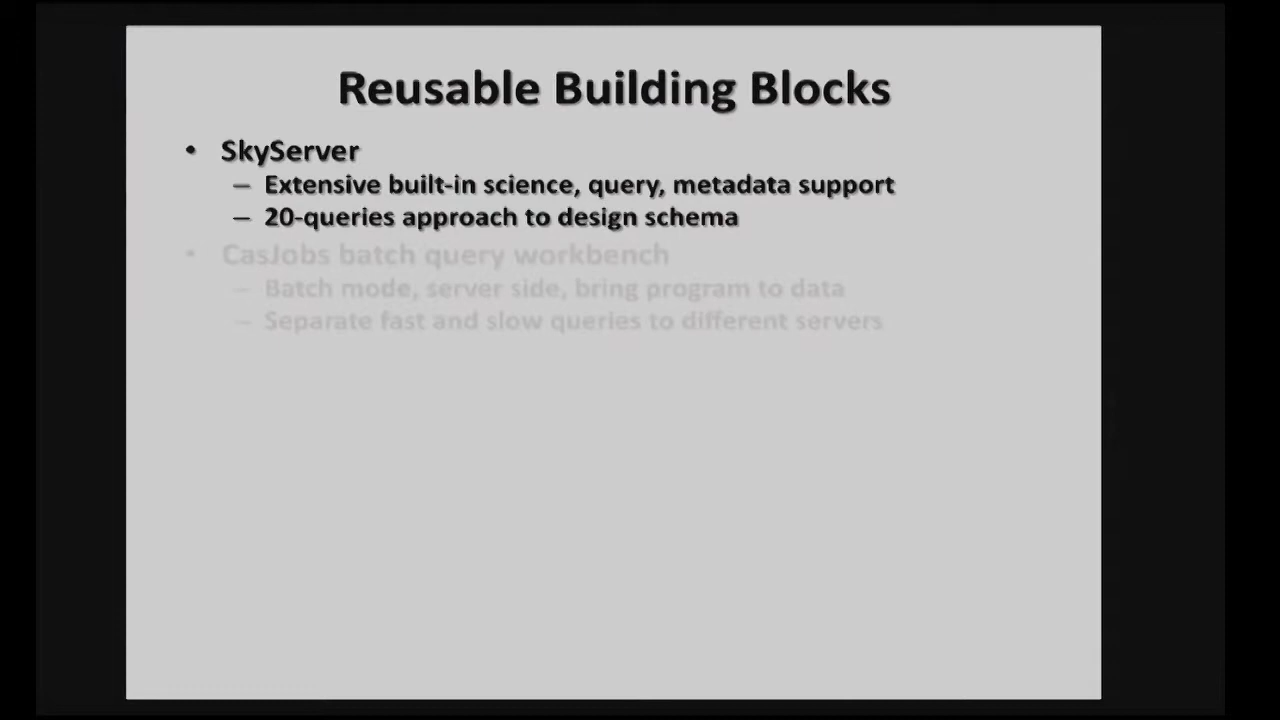 Reusable Building Blocks
• SkyServer
– Extensive built-in science, query, metadata support
– 20-queries approach to design schema
• CasJobs batch query workbench
– Batch mode, server side, bring program to data
– Separate fast and slow queries to different servers